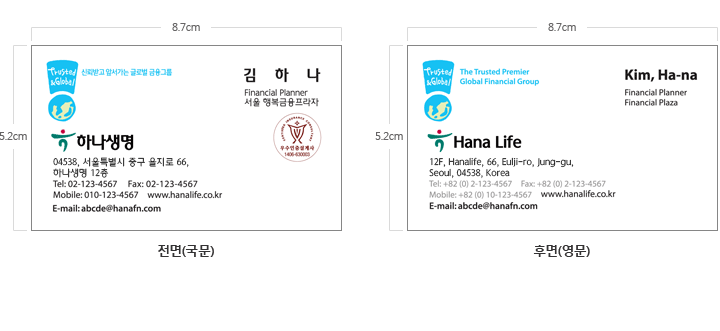 8.7cm
8.7cm
5.2cm
Trusted
&Global
신뢰받고 앞서가는 글로벌 금융그룹
김 하 나
Financial Planner
서울 행복금융프라자
우수인증설계사
1406-630003
하나생명
04538, 서울특별시 중구 을지로 66,
하나생명 12층
Tel: 02-123-4567 Fax: 02-123-4567
Mobile: 010-123-4567 www.hanalife.co.kr
E-mail: abcde@hanafn.com
전면(국문)
5.2cm
Trusted
&Global
The Trusted Premier
Global Financial Group
Kim, Ha-na
Financial Planner
Financial Plaza
Hana Life
12F, Hanalife, 66, Eulji-ro, Jung-gu,
Seoul, 04538, Korea
Tel: +82 (0) 2-123-4567 Fax: +82 (0) 2-123-4567
Mobile: +82 (0) 10-123-4567 www.hanalife.co.kr
E-mail: abcde@hanafn.com
후면(영문)